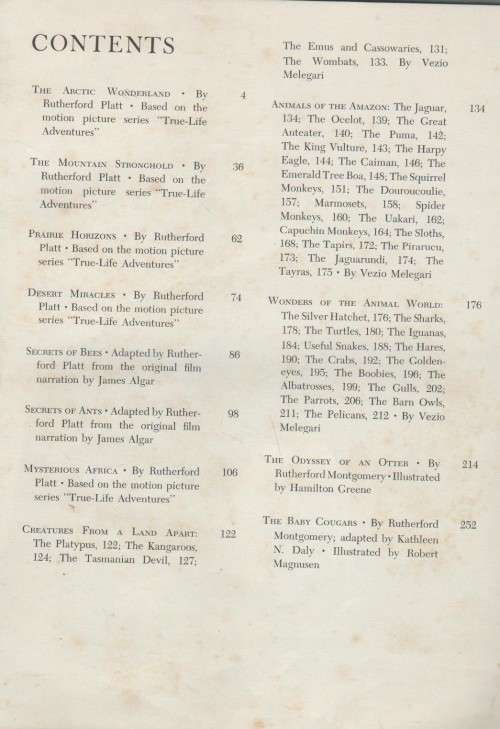 CONTENTS
The Arctic Wonderland • By 4
Rutherford Platt • Based on the
motion picture series "True-Life
Adventures"
The Mountain Stronghold • By 36
Rutherford Platt • Based on the
motion picture series "True-Life
Adventures"
Prairie Horizons • By Rutherford 62
Platt • Based on the motion picture
series "True-Life Adventures"
Desert Miracles • By Rutherford 74
Platt • Based on the motion picture
series "True-Life Adventures"
Secrets of Bees • Adapted by Ruther- 86
ford Platt from the original film
narration by James Algar
Secrets of Ants • Adapted by Ruther- 98
ford Platt from the original film
narration by James Algar
Mysterious Africa • By Rutherford 106
Platt • Based on the motion picture
series "True-Life Adventures"
Creatures From a Land Apart: 122
The Platypus, 122; The Kangaroos,
124; The Tasmanian Devil, 127;
The Emus and Cassowaries, 131;
The Wombats, 133. By Vezio
Melegari
Animals of the Amazon: The Jaguar, 134
134; The Ocelot, 139; The Great
Anteater, 140; The Puma, 142;
The King Vulture, 143; The Harpy
Eagle, 144; The Caiman, 146; The
Emerald Tree Boa, 148; The Squirrel
Monkeys, 151; The Douroucoulie,
157; Marmosets, 158; Spider
Monkeys, 160; The Uakari, 162;
Capuchin Monkeys, 164; The Sloths,
168; The Tapirs, 172; The Pirarucu,
173; The Jaguarundi, 174; The
Tayras, 175 • By Vezio Melegari
Wonders of the Animal World: 176
The Silver Hatchet, 176; The Sharks,
178; The Turtles, 180; The Iguanas,
184; Useful Snakes, 188; The Hares,
190; The Crabs, 192; The Golden-
eyes, 195; The Boobies, 196; The
Albatrosses, 199; The Gulls, 202;
The Parrots, 206; The Barn Owls,
211; The Pelicans, 212 • By Vezio
Melegari
The Odyssey of an Otter • By 214
Rutherford Montgomery • Illustrated
by Hamilton Greene
The Baby Cougars • By Rutherford 252
Montgomery; adapted by Kathleen
N. Daly • Illustrated by Robert
Magnusen